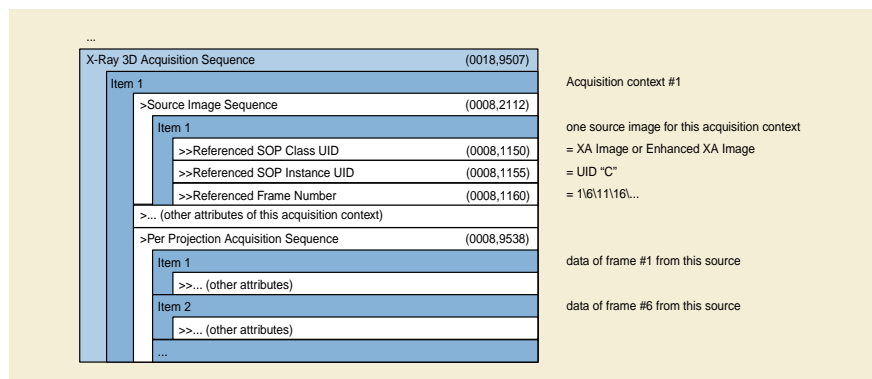 ...
X-Ray 3D Acquisition Sequence (0018,9507)
Item 1 Acquisition context #1
>Source Image Sequence (0008,2112)
Item 1 one source image for this acquisition context
>>Referenced SOP Class UID (0008,1150) = XA Image or Enhanced XA Image
>>Referenced SOP Instance UID (0008,1155) = UID “C”
>>Referenced Frame Number (0008,1160) = 1\6\11\16\...
>... (other attributes of this acquisition context)
>Per Projection Acquisition Sequence (0008,9538)
Item 1 data of frame #1 from this source
>>... (other attributes)
Item 2 data of frame #6 from this source
>>... (other attributes)
...